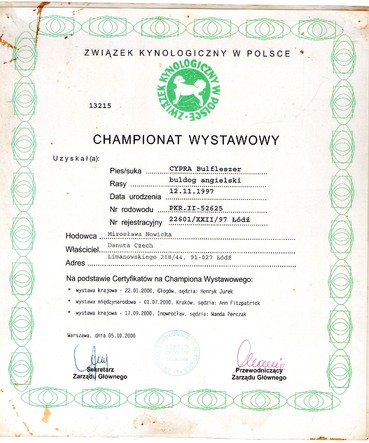 ZWIĄZEK KYNOLOGICZNY W POLSCE
ZWIĄZEK KYNOLOGICZNY W POLSCE
13215
CHAMPIONAT WYSTAWOWY
Uzyskał(a):
Pies/suka CYPRA Bulfleszer
Rasy buldog angielski
Data urodzenia 12.11.1997
Nr rodowodu PKR.II-52625
Nr rejestracyjny 22601/XXII/97 Łódź
Hodowca Mirosława Nowicka
Właściciel Danuta Czech
Adres Limanowskiego 218/44, 91-027 Łódź
Na podstawie Certyfikatów na Championa Wystawowego:
* wystawa krajowa - 22.01.2000, Głogów, sędzia: Henryk Jurek
* wystawa międzynarodowa - 01.07.2000, Kraków, sędzia: Ann Fitzpatrick
* wystawa krajowa - 17.09.2000, Inowrocław, sędzia: Wanda Perczak
Warszawa, dnia 05.10.2000
Sekretarz Przewodniczący
Zarządu Głównego Zarządu Głównego